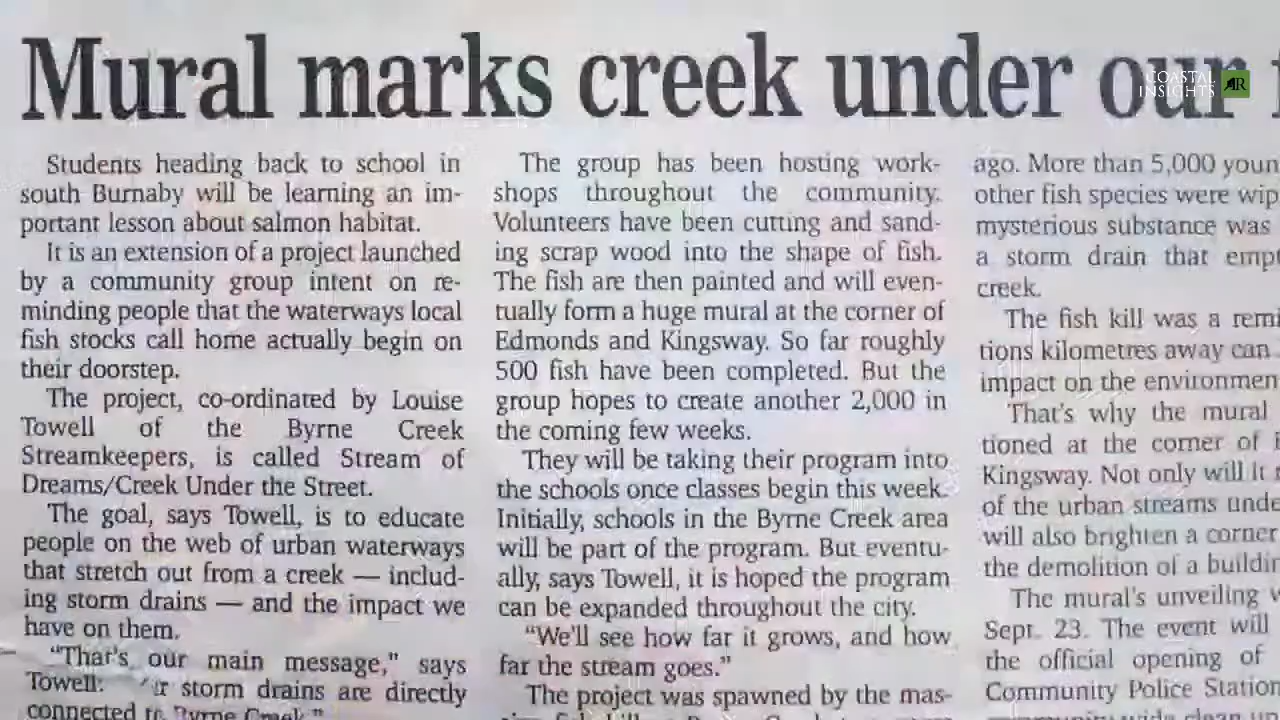 Mural marks creek under our
COASTAL
INSIGHTS
AR
Students heading back to school in
south Burnaby will be learning an im-
portant lesson about salmon habitat.
It is an extension of a project launched
by a community group intent on re-
minding people that the waterways local
fish stocks call home actually begin on
their doorstep.
The project, co-ordinated by Louise
Towell of the Byrne Creek
Streamkeepers, is called Stream of
Dreams/Creek Under the Street.
The goal, says Towell, is to educate
people on the web of urban waterways
that stretch out from a creek — includ-
ing storm drains — and the impact we
have on them.
"That's our main message," says
Towell: storm drains are directly
connected to Byrne Creek."
The group has been hosting work-
shops throughout the community.
Volunteers have been cutting and sand-
ing scrap wood into the shape of fish.
The fish are then painted and will even-
tually form a huge mural at the corner of
Edmonds and Kingsway. So far roughly
500 fish have been completed. But the
group hopes to create another 2,000 in
the coming few weeks.
They will be taking their program into
the schools once classes begin this week.
Initially, schools in the Byrne Creek area
will be part of the program. But eventu-
ally, says Towell, it is hoped the program
can be expanded throughout the city.
"We'll see how far it grows, and how
far the stream goes."
The project was spawned by the mas-
ago. More than 5,000 youn
other fish species were wip
mysterious substance was
a storm drain that empt
creek.
The fish kill was a remi
tions kilometres away can
impact on the environmen
That's why the mural
tioned at the corner of
Kingsway. Not only will it
of the urban streams unde
will also brighten a corner
the demolition of a buildin
The mural's unveiling w
Sept. 23. The event will
the official opening of
Community Police Station